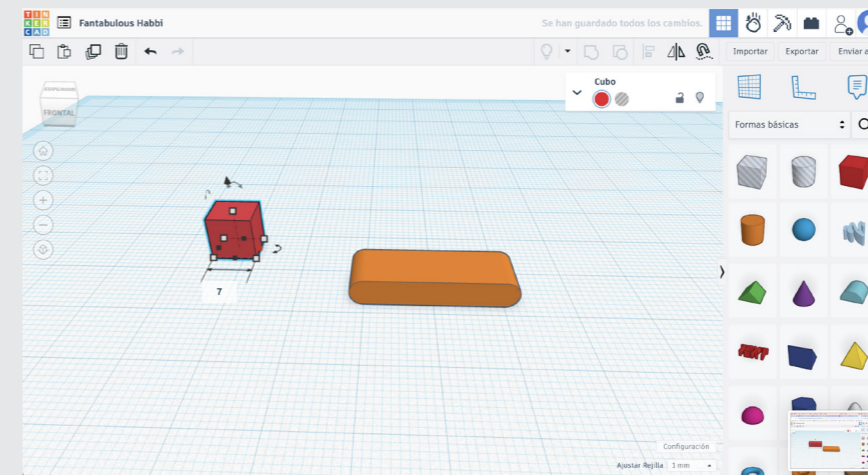 TIN
KER
CAD
Fantabulous Habbi
Se han guardado todos los cambios.
Importar
Exportar
Enviar a
Cubo
FRONTAL
Formas básicas
7
Configuración
Ajustar Rejilla 1 mm